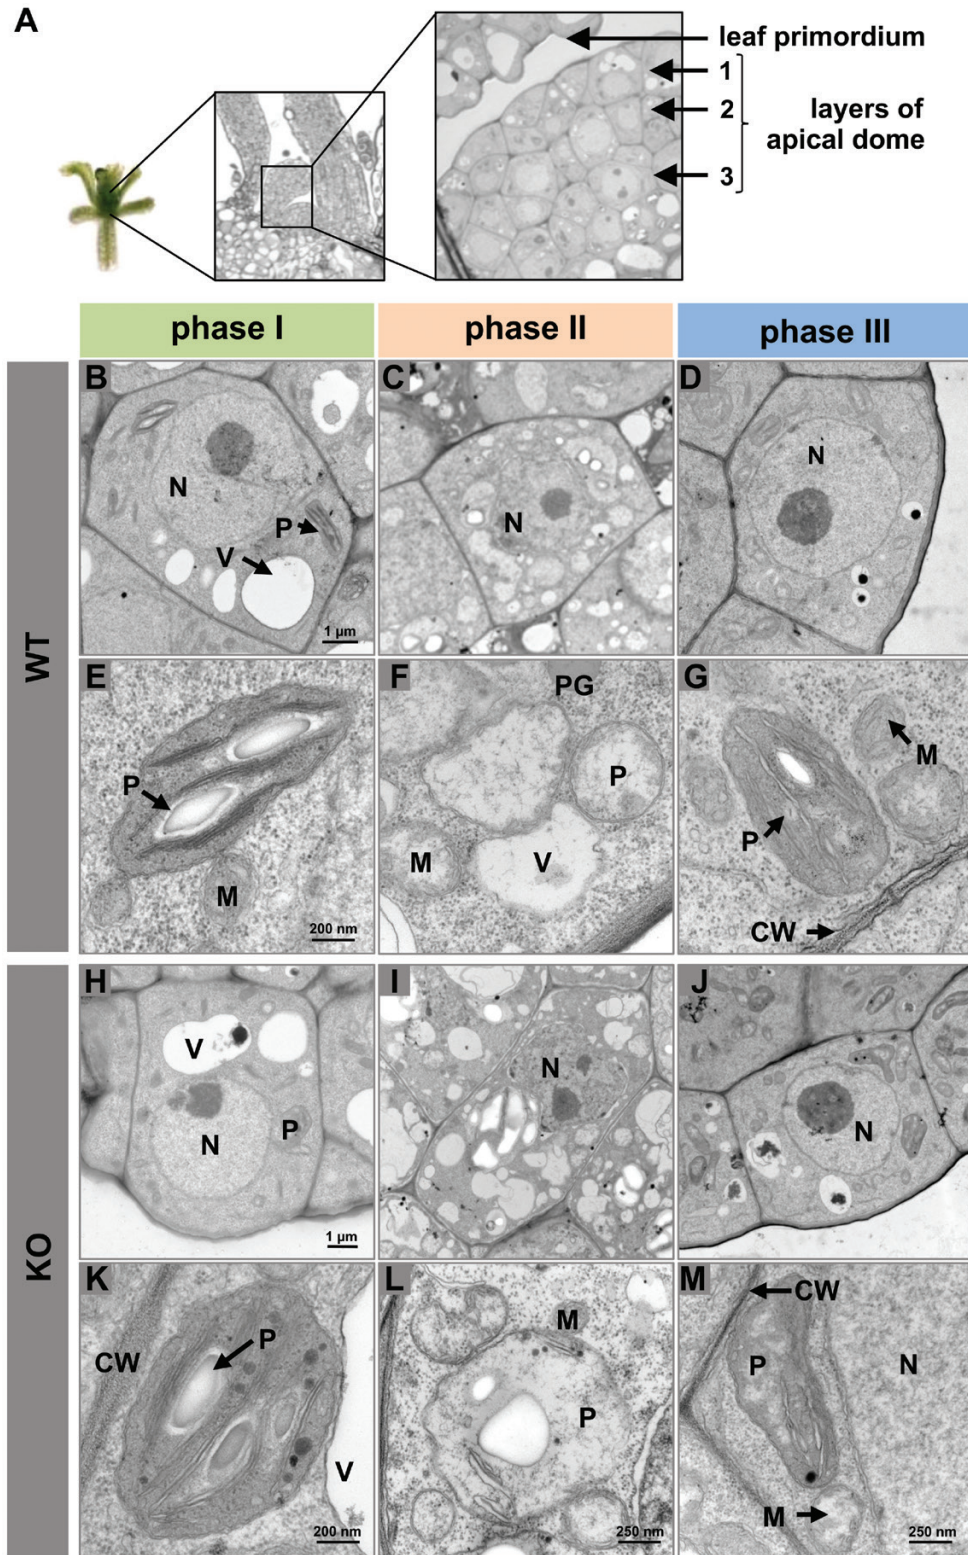 A
leaf primordium
1
2
layers of
apical dome
3
phase I
phase II
phase III
WT
B
N
P
V
1 µm
C
N
D
N
E
P
M
200 nm
F
PG
P
M
V
G
M
P
CW
KO
H
V
N
P
1 µm
I
N
J
N
K
P
CW
V
200 nm
L
M
P
250 nm
M
CW
P
N
M
250 nm